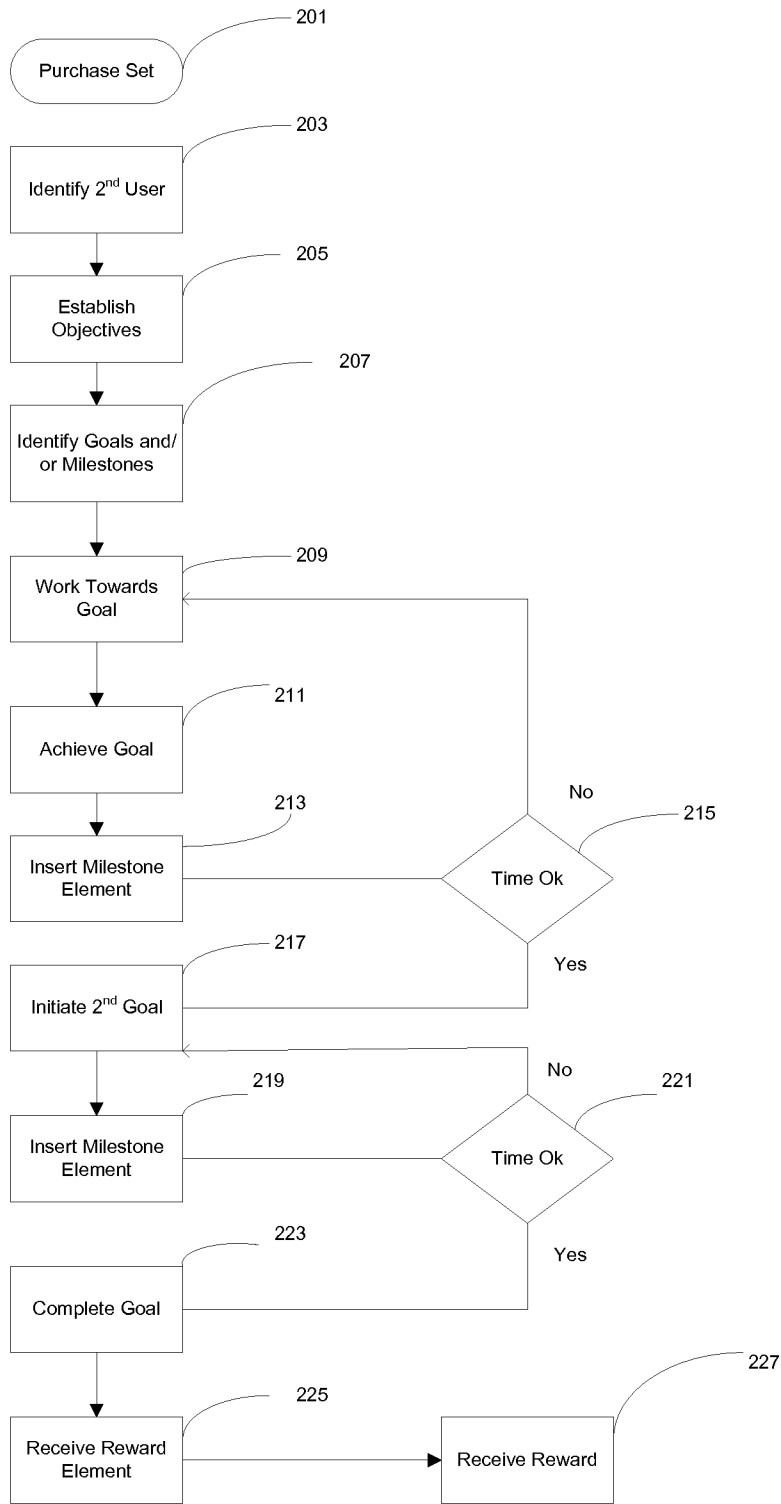 201
Purchase Set
203
Identify 2nd User
205
Establish
Objectives
207
Identify Goals and/
or Milestones
209
Work Towards
Goal
211
Achieve Goal
No
213
215
Insert Milestone
Element
Time Ok
217
Yes
Initiate 2nd Goal
No
219
221
Insert Milestone
Element
Time Ok
223
Yes
Complete Goal
227
225
Receive Reward
Element
Receive Reward